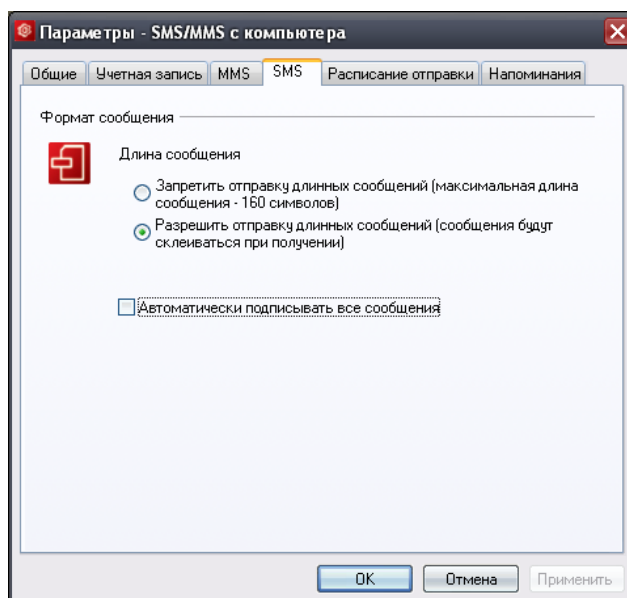 Параметры - SMS/MMS с компьютера
Общие Учетная запись MMS SMS Расписание отправки Напоминания
Формат сообщения
Длина сообщения
Запретить отправку длинных сообщений (максимальная длина
сообщения - 160 символов)
Разрешить отправку длинных сообщений (сообщения будут
склеиваться при получении)
Автоматически подписывать все сообщения
OK Отмена Применить